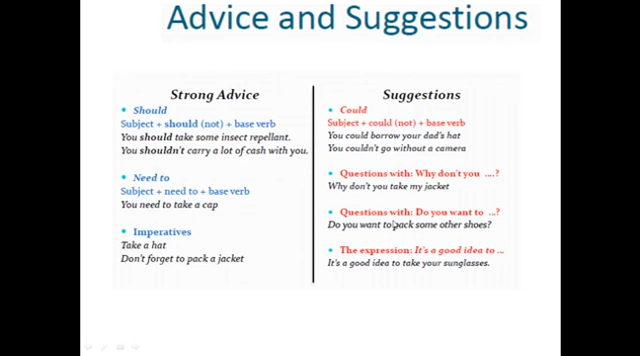 Advice and Suggestions
Strong Advice
• Should
Subject + should (not) + base verb
You should take some insect repellant.
You shouldn't carry a lot of cash with you.
• Need to
Subject + need to + base verb
You need to take a cap
• Imperatives
Take a hat
Don't forget to pack a jacket
Suggestions
• Could
Subject + could (not) + base verb
You could borrow your dad's hat
You couldn't go without a camera
• Questions with: Why don't you ....?
Why don't you take my jacket
• Questions with: Do you want to ...?
Do you want to pack some other shoes?
• The expression: It's a good idea to ...
It's a good idea to take your sunglasses.